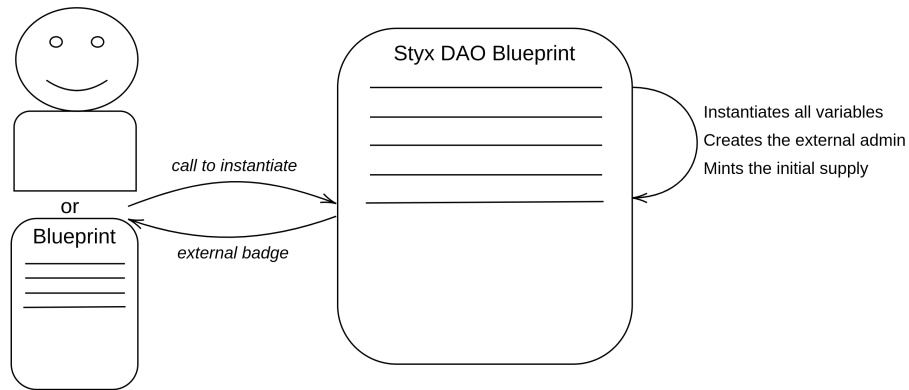 Styx DAO Blueprint
Instantiates all variables
Creates the external admin
Mints the initial supply
call to instantiate
or
Blueprint
external badge